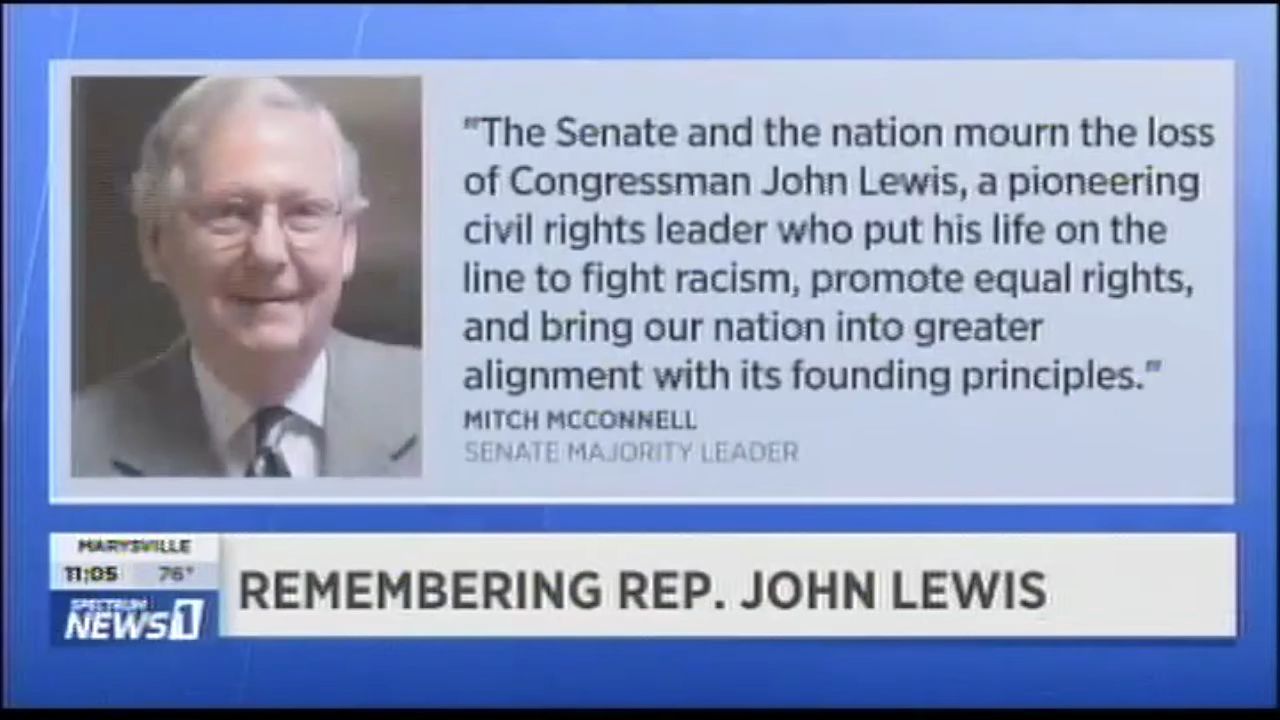 "The Senate and the nation mourn the loss
of Congressman John Lewis, a pioneering
civil rights leader who put his life on the
line to fight racism, promote equal rights,
and bring our nation into greater
alignment with its founding principles."
MITCH MCCONNELL
SENATE MAJORITY LEADER
MARYSVILLE
11:05 76°
SPECTRUM
NEWS 1
REMEMBERING REP. JOHN LEWIS